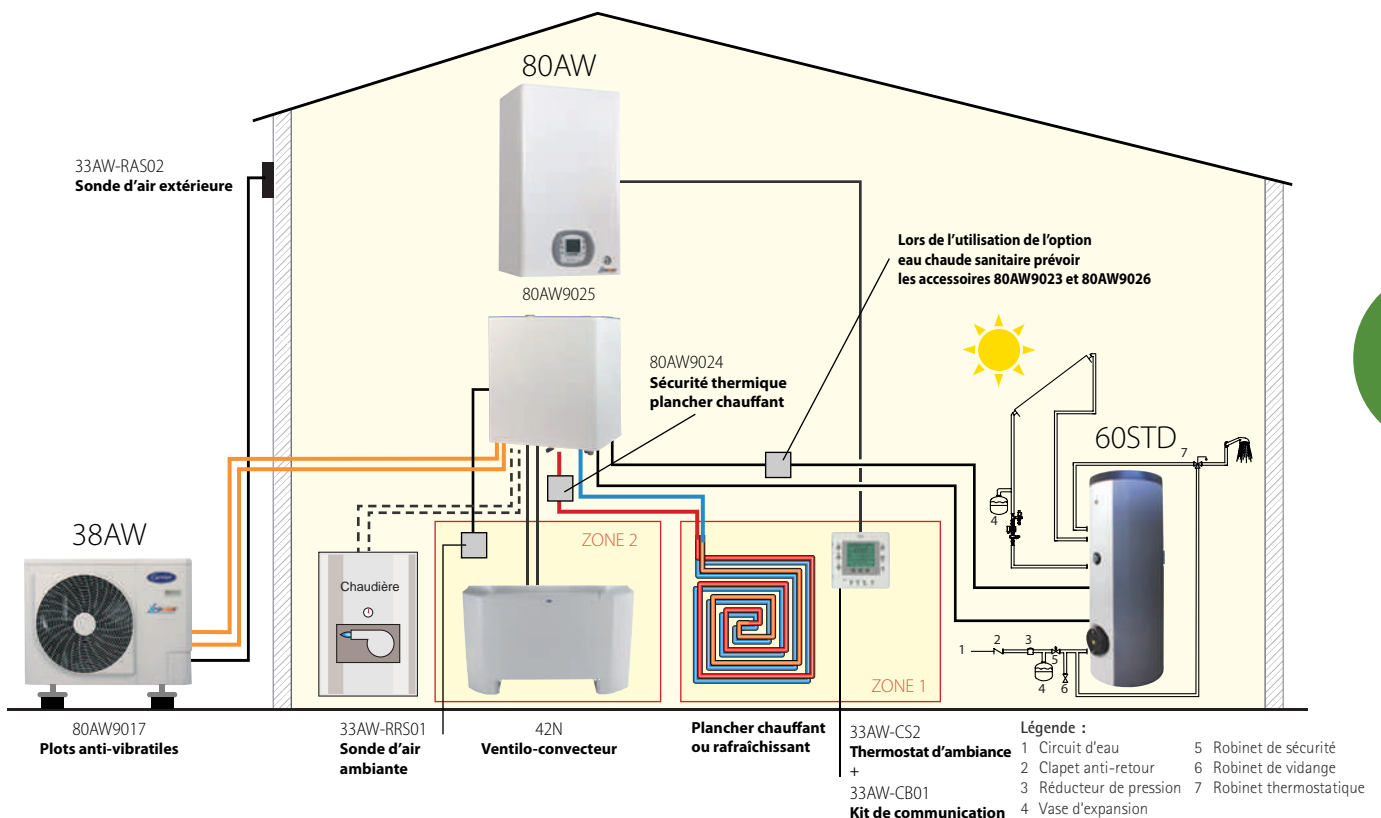 80AW
33AW-RAS02
Sonde d'air extérieure
Lors de l'utilisation de l'option
eau chaude sanitaire prévoir
les accessoires 80AW9023 et 80AW9026
80AW9025
80AW9024
Sécurité thermique
plancher chauffant
60STD
7
4
38AW
Carrier
ZONE 2
Chaudière
ZONE 1
1
2
3
4
5
6
80AW9017
Plots anti-vibratiles
33AW-RRS01
Sonde d'air
ambiante
42N
Ventilo-convecteur
Plancher chauffant
ou rafraîchissant
33AW-CS2
Thermostat d'ambiance
+
33AW-CB01
Kit de communication
Légende :
1 Circuit d'eau
2 Clapet anti-retour
3 Réducteur de pression
4 Vase d'expansion
5 Robinet de sécurité
6 Robinet de vidange
7 Robinet thermostatique